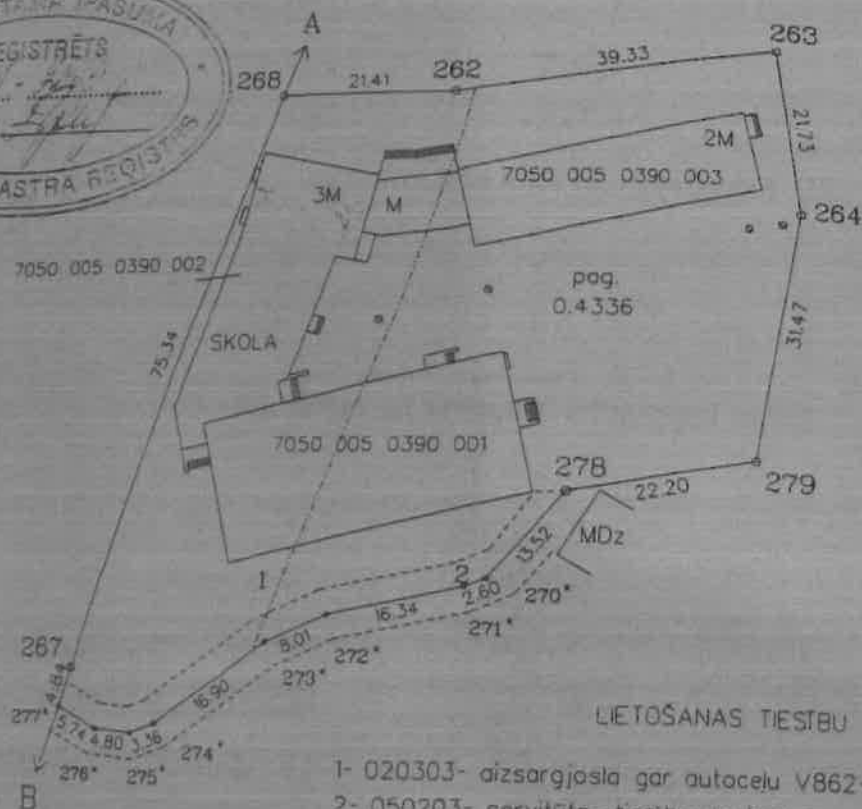 A
REĢISTRĒTS
268
21.41
262
39.33
263
21.73
2M
7050 005 0390 003
3M
M
264
7050 005 0390 002
pag.
0.4336
75.34
SKOLA
31.47
7050 005 0390 001
278
22.20
279
MDz
13.52
1
2
2.60
270*
16.34
271*
8.01
272*
267
16.90
273*
4.84
277*
5.74
4.80
3.36
274*
276*
275*
B
LIETOŠANAS TIESĪBU
1- 020303- aizsargjosla gar autoceļu V862